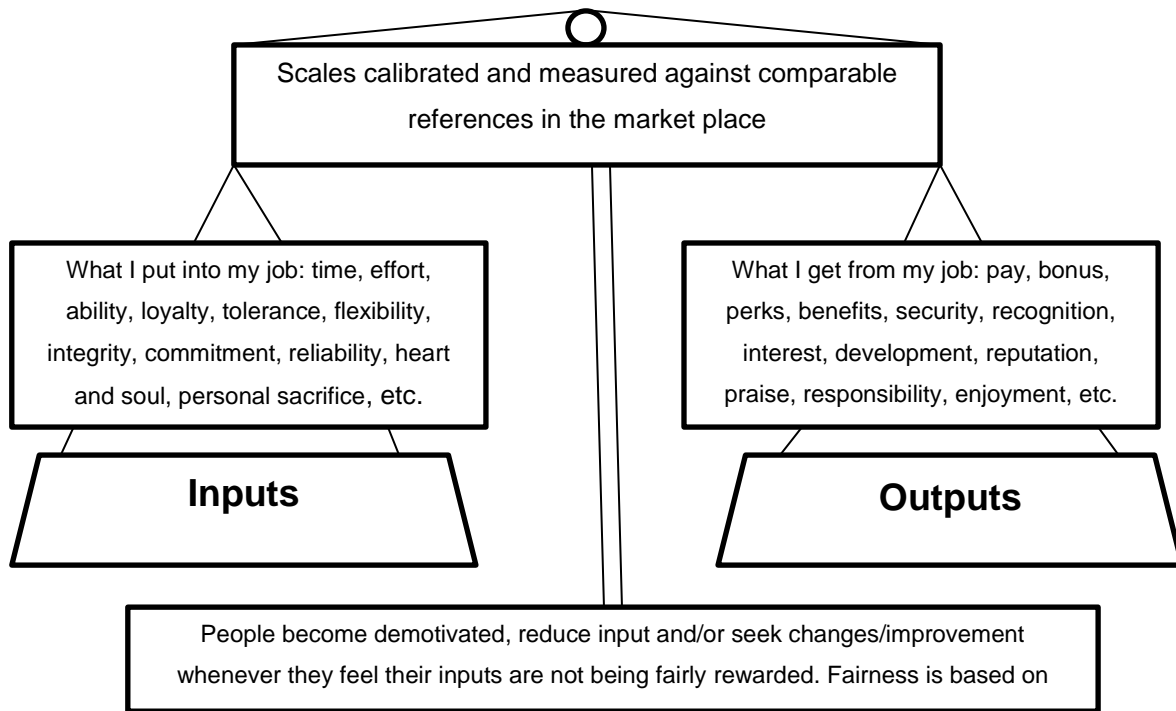 Scales calibrated and measured against comparable
references in the market place
What I put into my job: time, effort,
ability, loyalty, tolerance, flexibility,
integrity, commitment, reliability, heart
and soul, personal sacrifice, etc.
What I get from my job: pay, bonus,
perks, benefits, security, recognition,
interest, development, reputation,
praise, responsibility, enjoyment, etc.
Inputs
Outputs
People become demotivated, reduce input and/or seek changes/improvement
whenever they feel their inputs are not being fairly rewarded. Fairness is based on